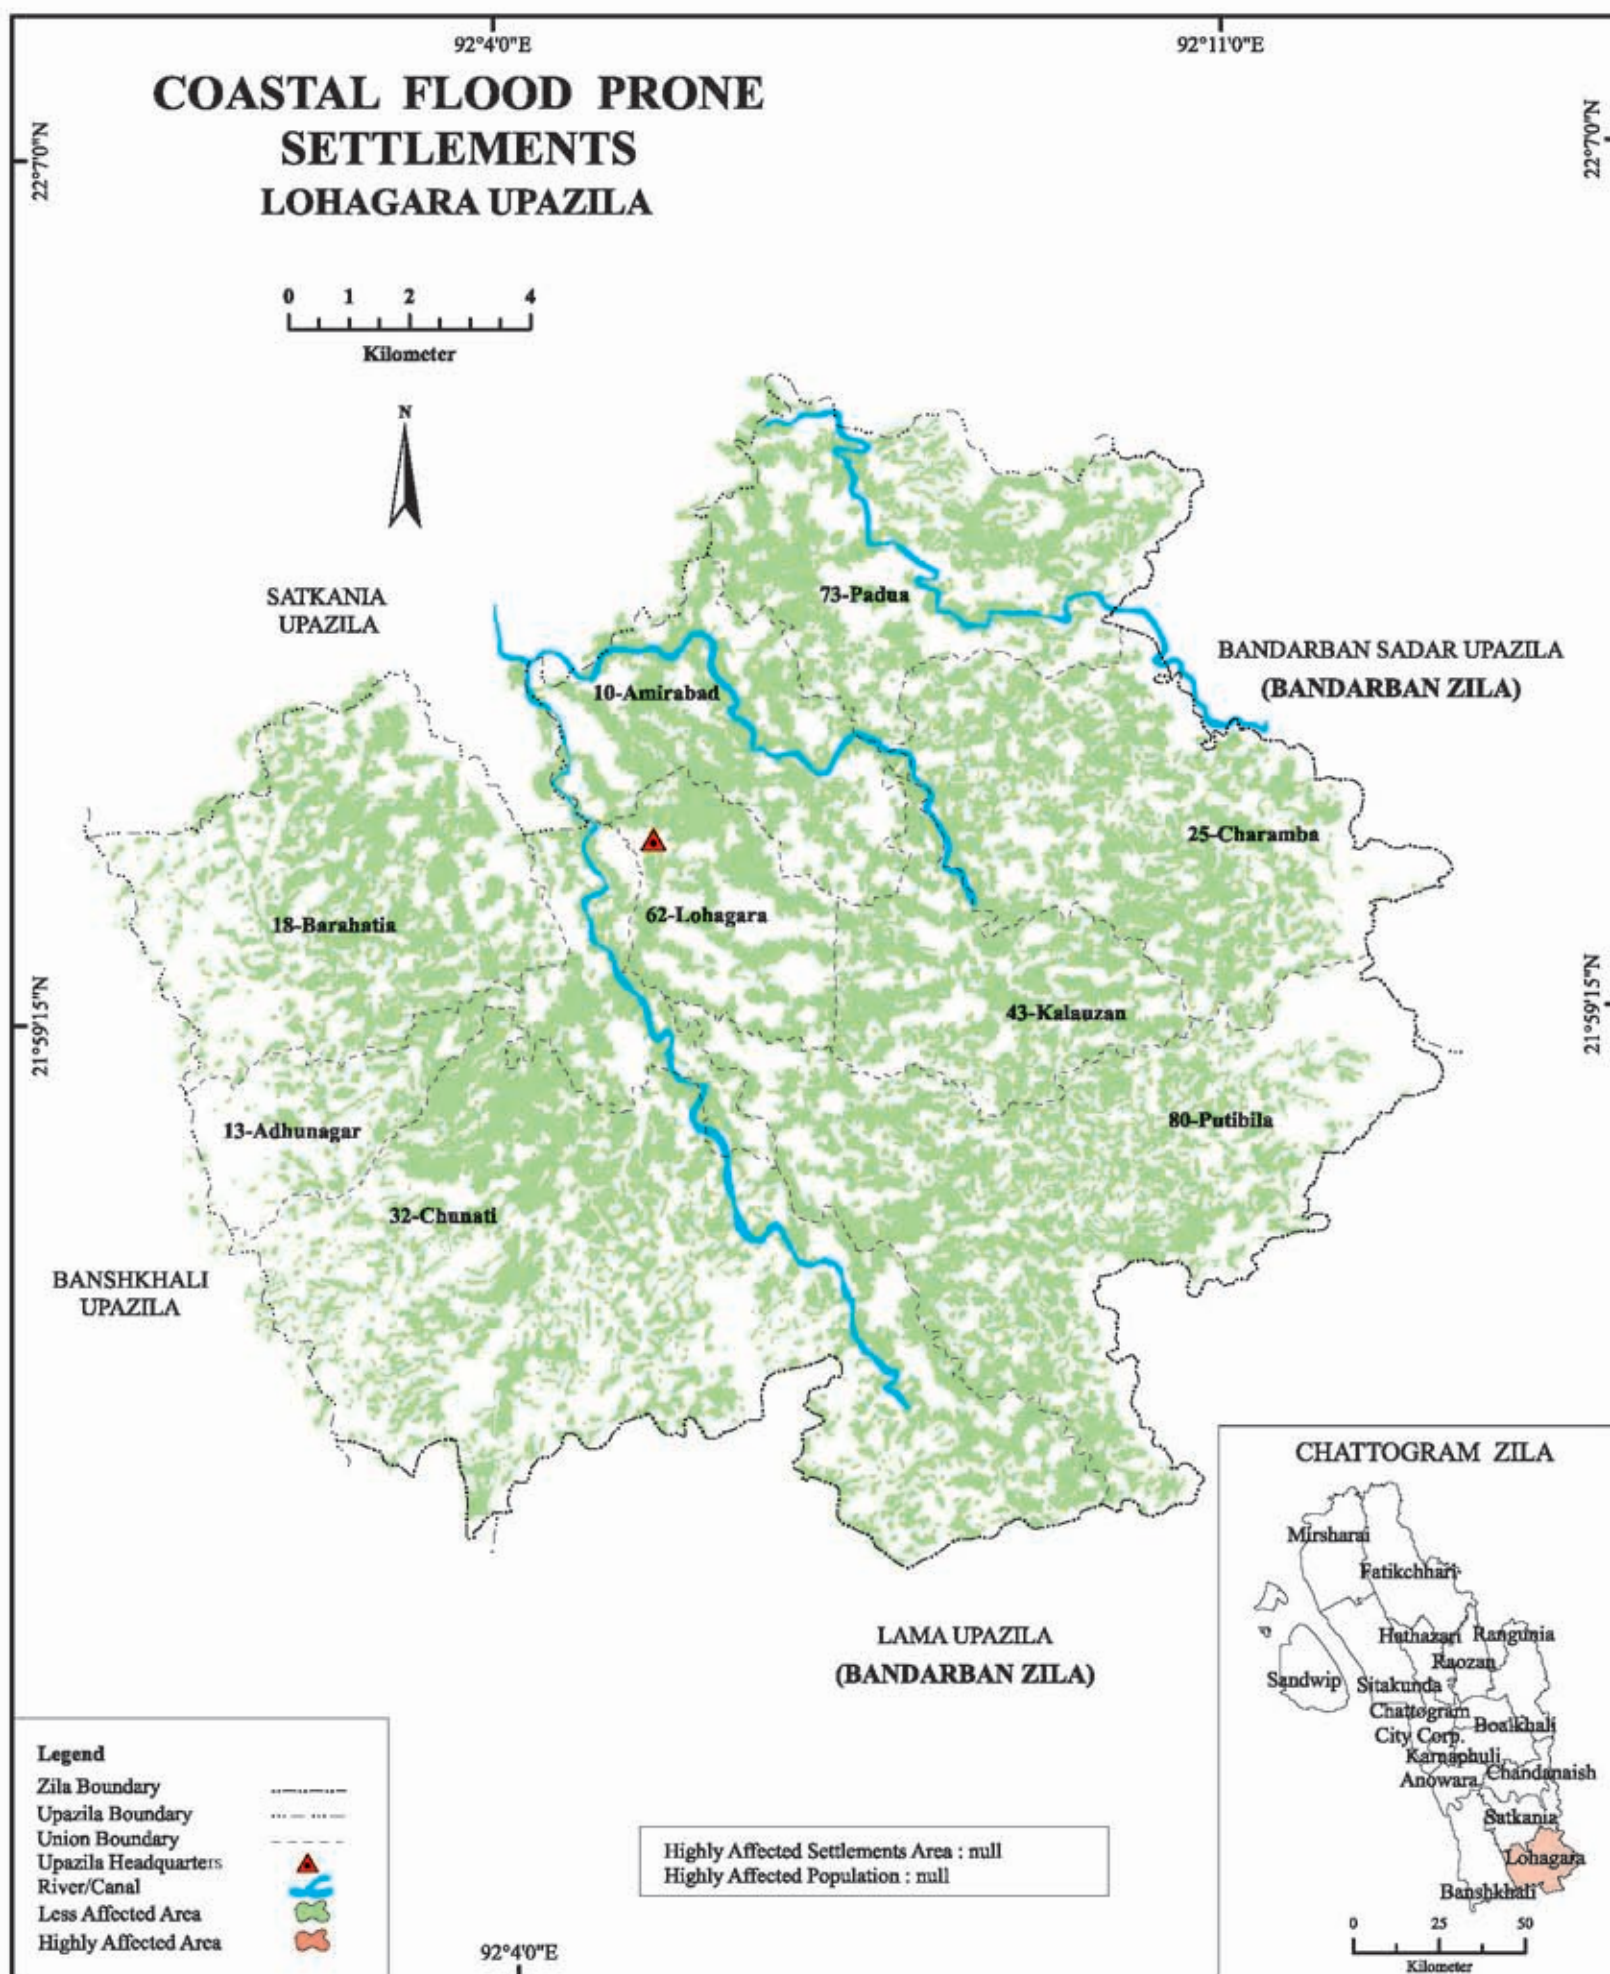 92°4'0"E
92°11'0"E
COASTAL FLOOD PRONE
SETTLEMENTS
LOHAGARA UPAZILA
22°7'0"N
22°7'0"N
0 1 2 4
Kilometer
N
SATKANIA
UPAZILA
73-Padua
BANDARBAN SADAR UPAZILA
(BANDARBAN ZILA)
10-Amirabad
25-Charamba
62-Lohagara
18-Barahatia
43-Kalauzan
21°59'15"N
21°59'15"N
80-Putibila
13-Adhunagar
32-Chunati
BANSHKHALI
UPAZILA
LAMA UPAZILA
(BANDARBAN ZILA)
CHATTOGRAM ZILA
Mirsharai
Fatikchhari
Hathazari
Rangunia
Raozan
Sandwip
Sitakunda
Chattogram
City Corp.
Boalkhali
Karnaphuli
Anowara
Chandanaish
Satkania
Lohagara
Banshkhali
0 25 50
Kilometer
Legend
Zila Boundary
Upazila Boundary
Union Boundary
Upazila Headquarters
River/Canal
Less Affected Area
Highly Affected Area
Highly Affected Settlements Area : null
Highly Affected Population : null
92°4'0"E